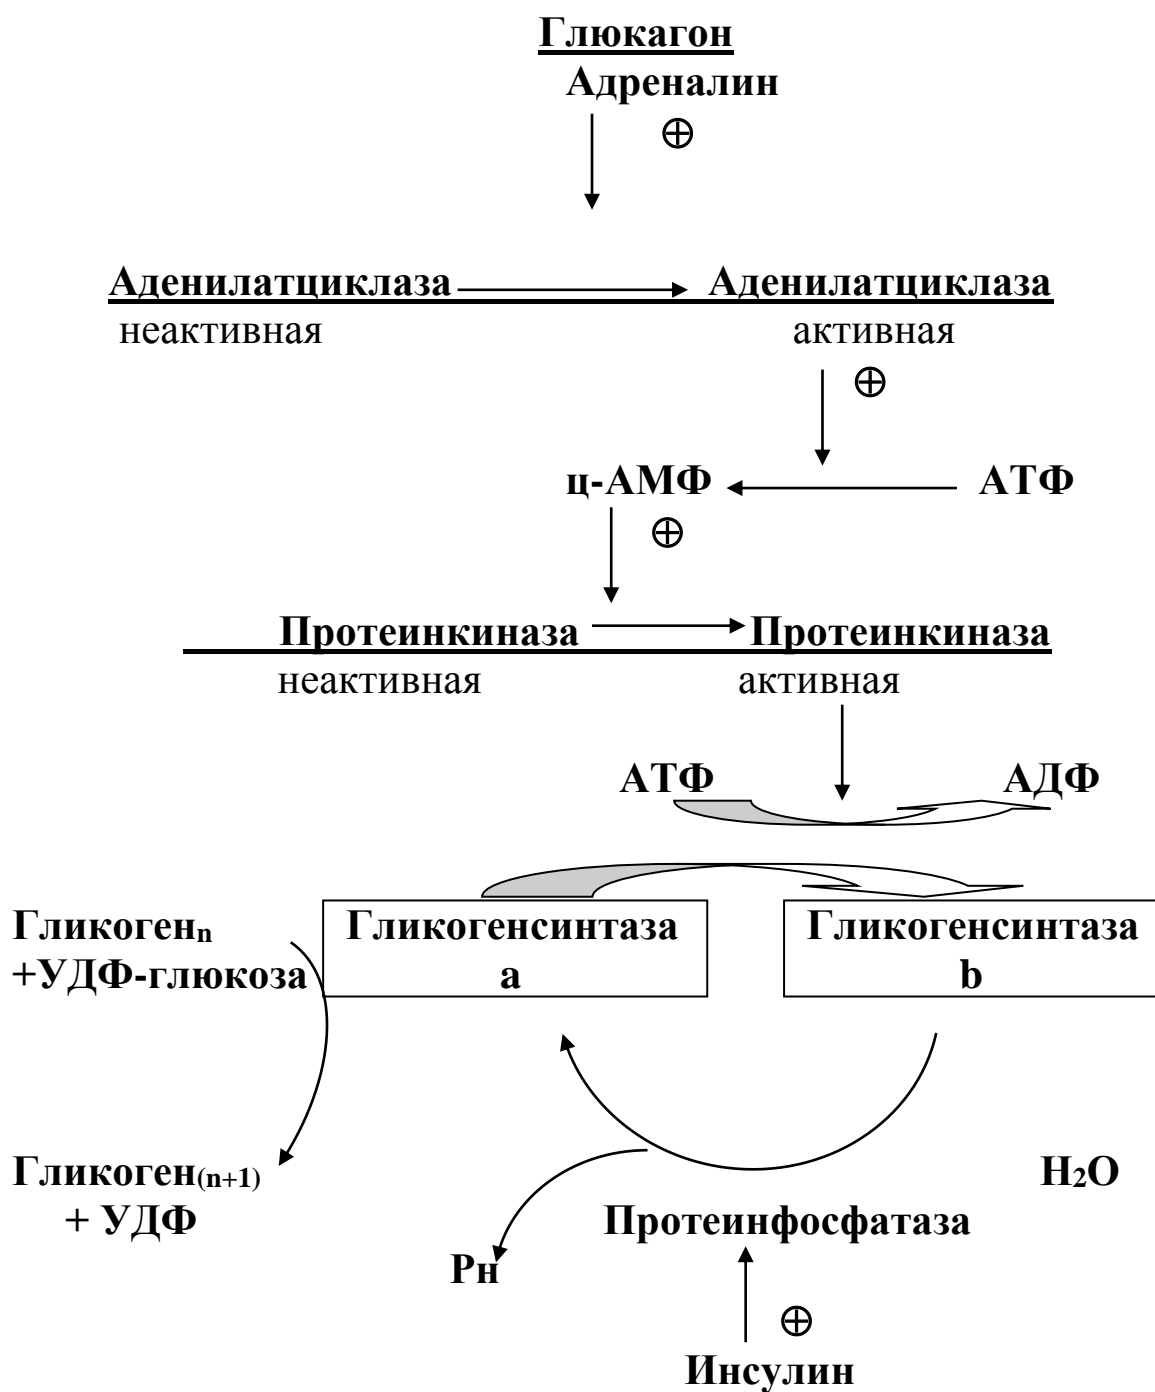 Глюкагон
Адреналин
⊕
Аденилатциклаза Аденилатциклаза
неактивная активная
⊕
ц-АМФ АТФ
⊕
Протеинкиназа Протеинкиназа
неактивная активная
АТФ АДФ
Гликогенn Гликогенсинтаза Гликогенсинтаза
+УДФ-глюкоза a b
Гликоген(n+1) H2O
+ УДФ Протеинфосфатаза
Рн
⊕
Инсулин